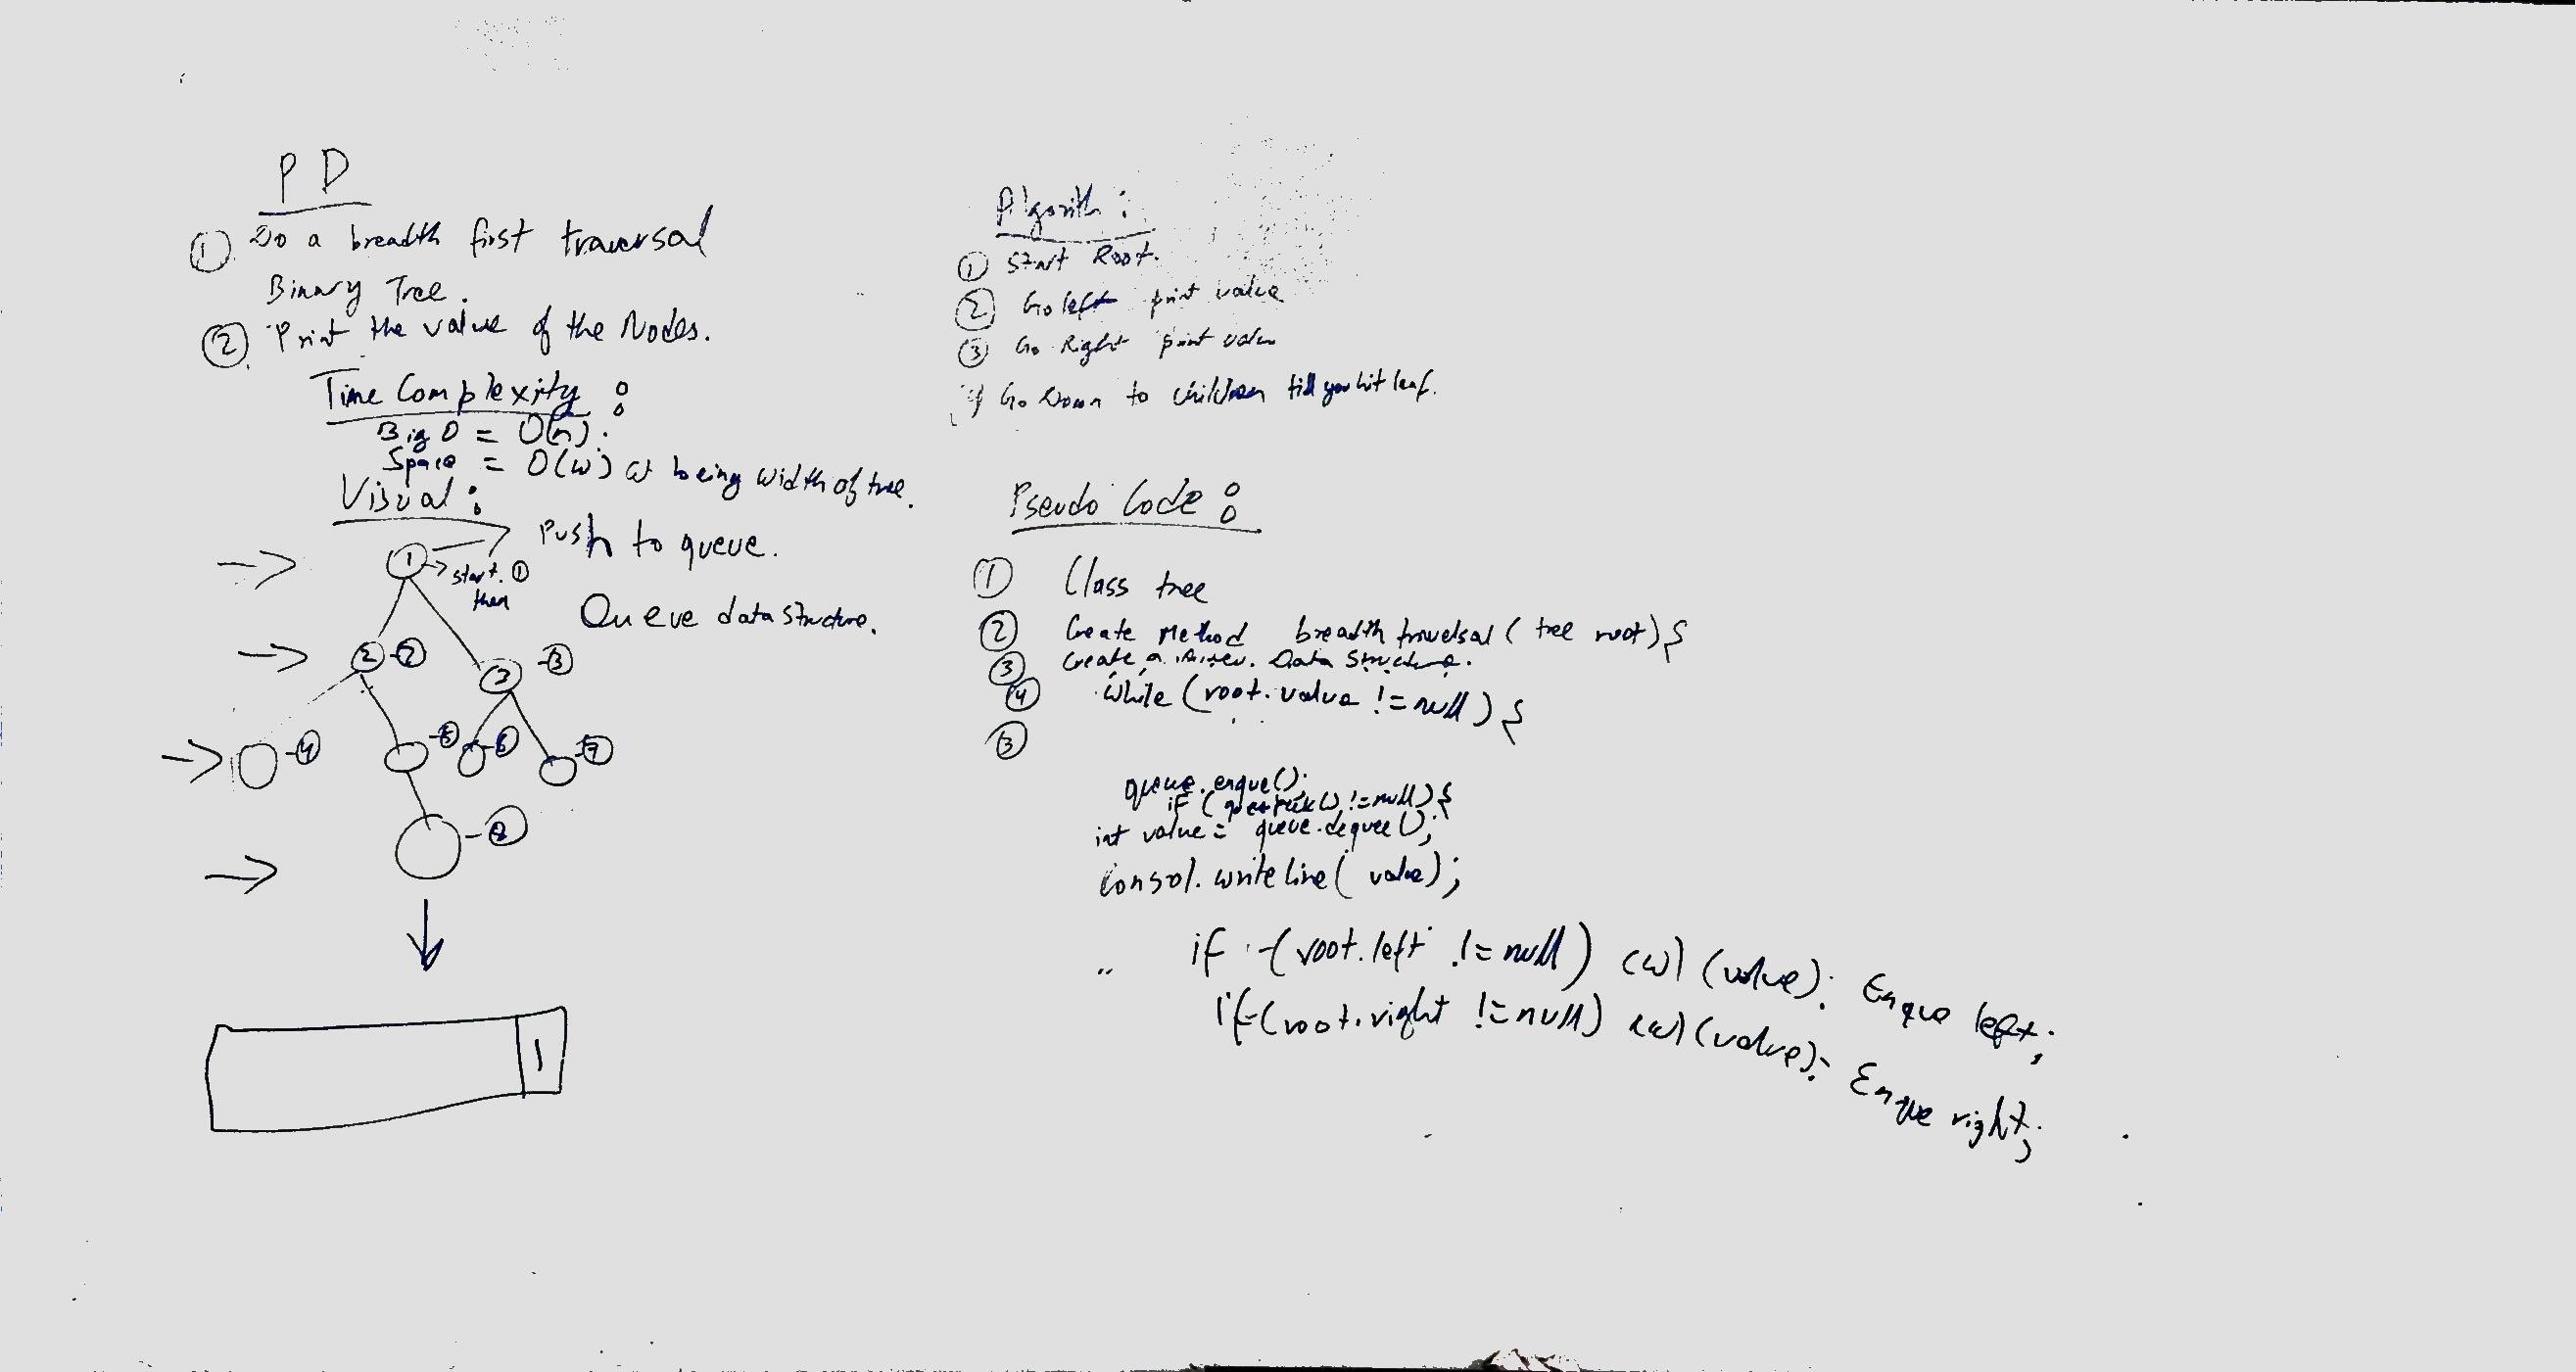 PD
① Do a breadth first traversal
Binary Tree.
② Print the value of the Nodes.
Time Complexity :
Big O = O(n).
Space = O(w) w being width of tree.
Visual :
Push to queue.
① → start. ①
then
Queue data structure.
② -②
③ -③
-④
-⑤
-⑥
-⑦
-⑧
1
Algorith :
① Start Root.
② Go left print value
③ Go Right print value
4 Go Down to children till you hit leaf.
Pseudo Code :
① Class tree
② Create Method breadth travelsal ( tree root) {
③ Create a Data Structure.
④ while (root.value != null) {
⑤
queue.enque();
if ( != null) {
int value = queue.dequee();
Consol.write line( value);
if (root.left != null) cwl (value): Enque left;
if (root.right != null) cwl (value): Enque right;